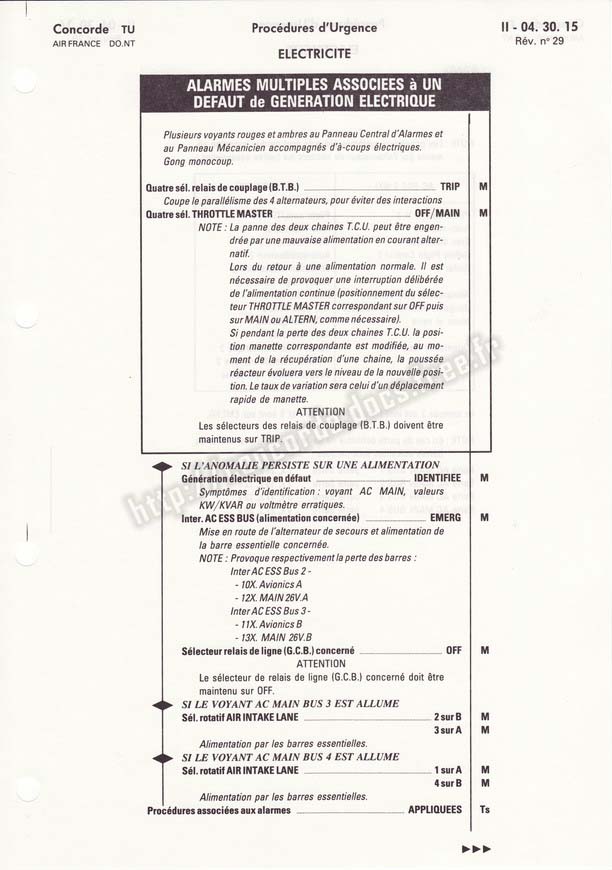 Concorde TU
AIR FRANCE DO.NT
Procédures d'Urgence
ELECTRICITE
II - 04. 30. 15
Rév. n° 29
ALARMES MULTIPLES ASSOCIEES à UN
DEFAUT de GENERATION ELECTRIQUE
Plusieurs voyants rouges et ambres au Panneau Central d'Alarmes et
au Panneau Mécanicien accompagnés d'à-coups électriques.
Gong monocoup.
Quatre sél. relais de couplage (B.T.B.) TRIP M
Coupe le parallélisme des 4 alternateurs, pour éviter des interactions
Quatre sél. THROTTLE MASTER OFF/MAIN M
NOTE : La panne des deux chaines T.C.U. peut être engen-
drée par une mauvaise alimentation en courant alter-
natif.
Lors du retour à une alimentation normale. Il est
nécessaire de provoquer une interruption délibérée
de l'alimentation continue (positionnement du sélec-
teur THROTTLE MASTER correspondant sur OFF puis
sur MAIN ou ALTERN, comme nécessaire).
Si pendant la perte des deux chaines T.C.U. la posi-
tion manette correspondante est modifiée, au mo-
ment de la récupération d'une chaine, la poussée
réacteur évoluera vers le niveau de la nouvelle posi-
tion. Le taux de variation sera celui d'un déplacement
rapide de manette.
ATTENTION
Les sélecteurs des relais de couplage (B.T.B.) doivent être
maintenus sur TRIP.
SI L'ANOMALIE PERSISTE SUR UNE ALIMENTATION
Génération électrique en défaut IDENTIFIEE M
Symptômes d'identification : voyant AC MAIN, valeurs
KW/KVAR ou voltmètre erratiques.
Inter. AC ESS BUS (alimentation concernée) EMERG M
Mise en route de l'alternateur de secours et alimentation de
la barre essentielle concernée.
NOTE : Provoque respectivement la perte des barres :
Inter AC ESS Bus 2 -
- 10X. Avionics A
- 12X. MAIN 26V.A
Inter AC ESS Bus 3 -
- 11X. Avionics B
- 13X. MAIN 26V.B
Sélecteur relais de ligne (G.C.B.) concerné OFF M
ATTENTION
Le sélecteur de relais de ligne (G.C.B.) concerné doit être
maintenu sur OFF.
SI LE VOYANT AC MAIN BUS 3 EST ALLUME
Sél. rotatif AIR INTAKE LANE 2 sur B M
3 sur A M
Alimentation par les barres essentielles.
SI LE VOYANT AC MAIN BUS 4 EST ALLUME
Sél. rotatif AIR INTAKE LANE 1 sur A M
4 sur B M
Alimentation par les barres essentielles.
Procédures associées aux alarmes APPLIQUEES Ts